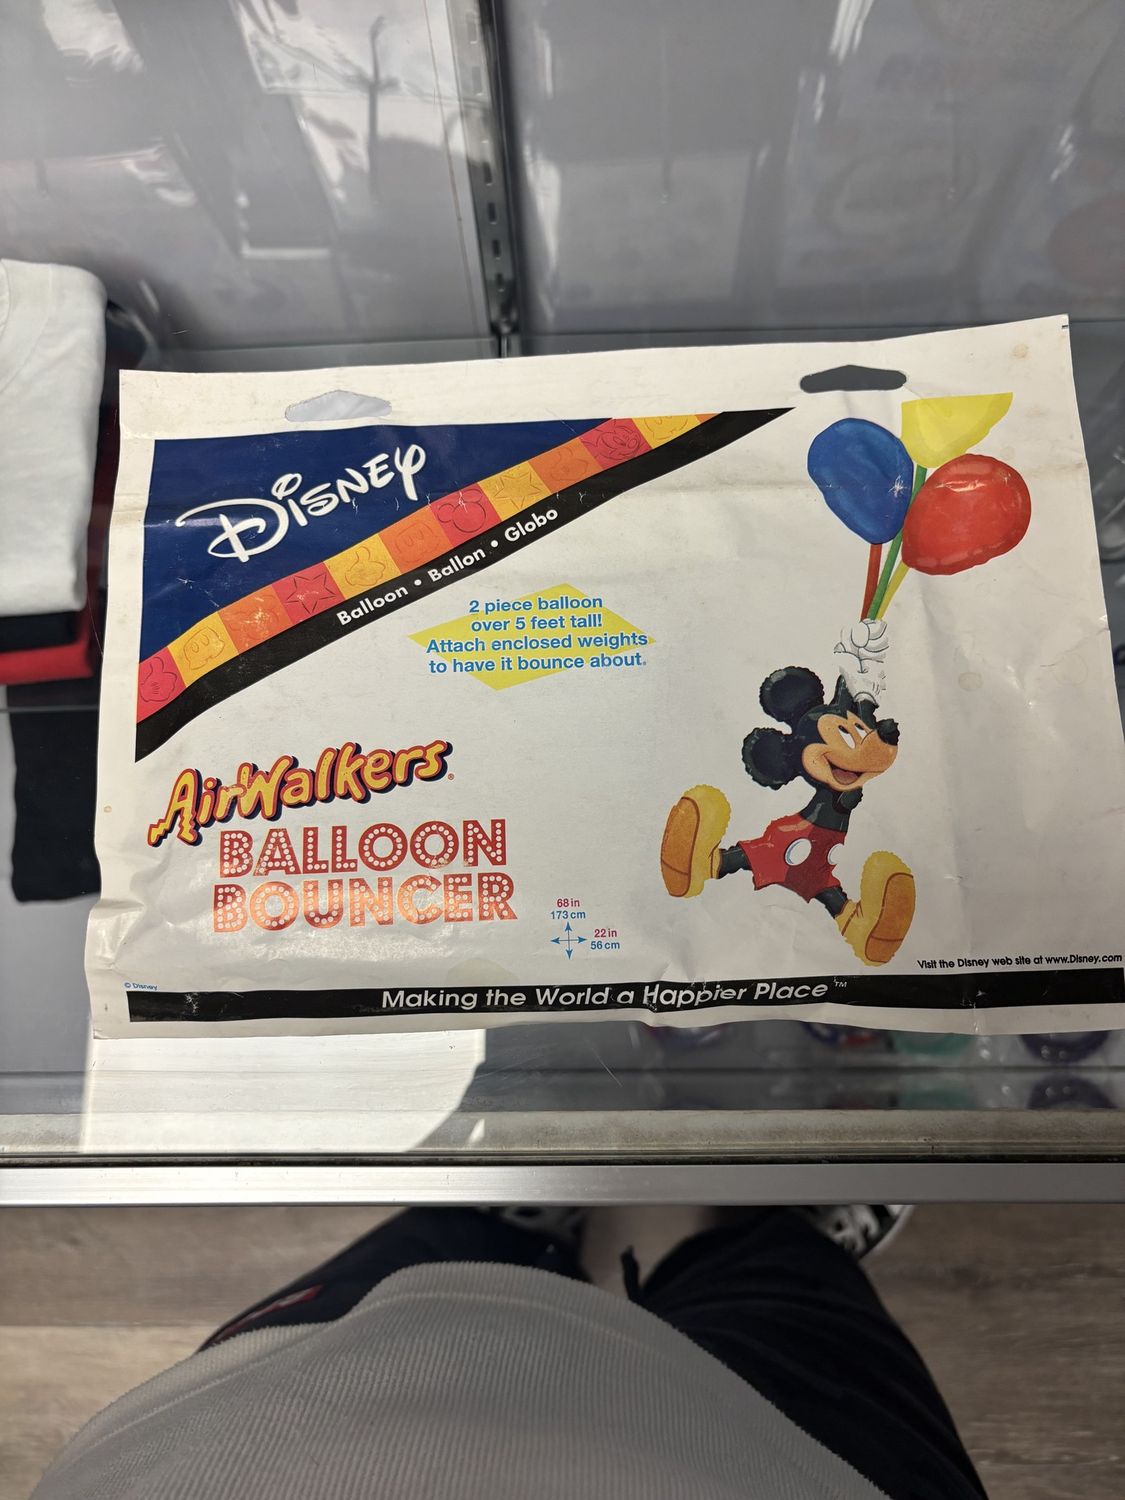 Disney
Balloon • Ballon • Globo
2 piece balloon
over 5 feet tall!
Attach enclosed weights
to have it bounce about.
AirWalkers®
BALLOON
BOUNCER
68 in
173 cm
22 in
56 cm
Visit the Disney web site at www.Disney.com
© Disney
Making the World a Happier Place™